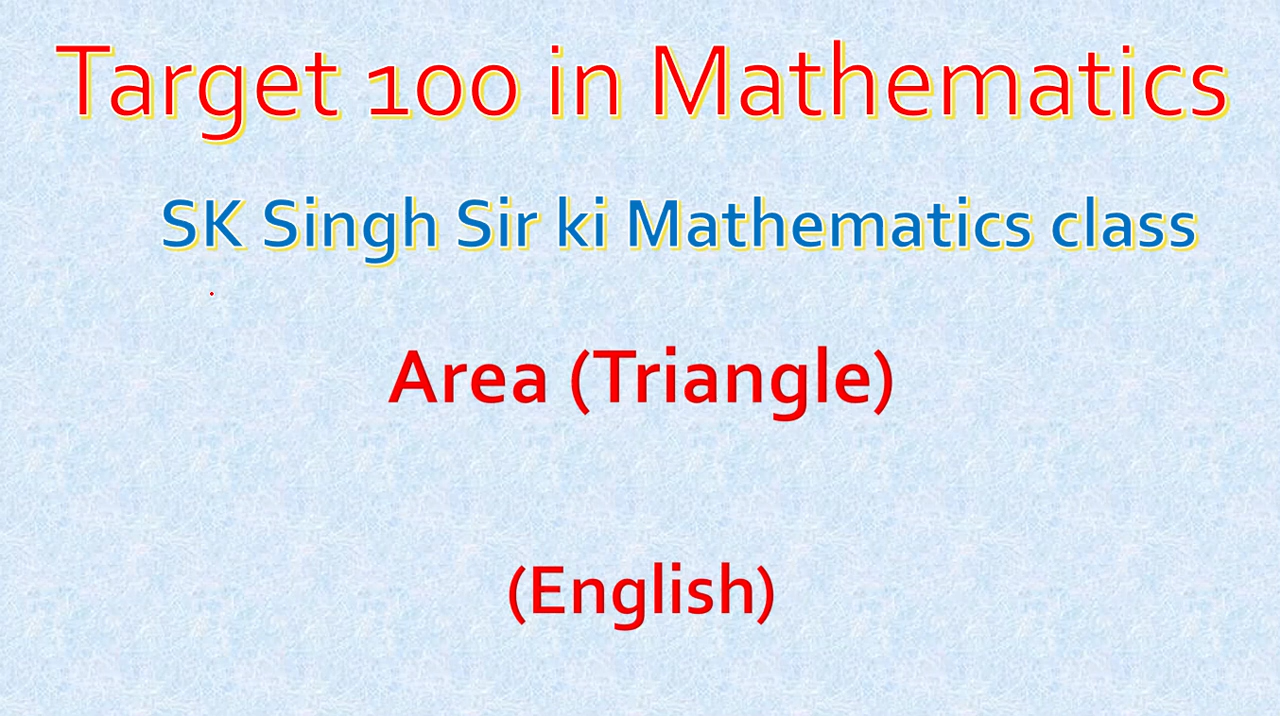 Target 100 in Mathematics
SK Singh Sir ki Mathematics class
Area (Triangle)
(English)